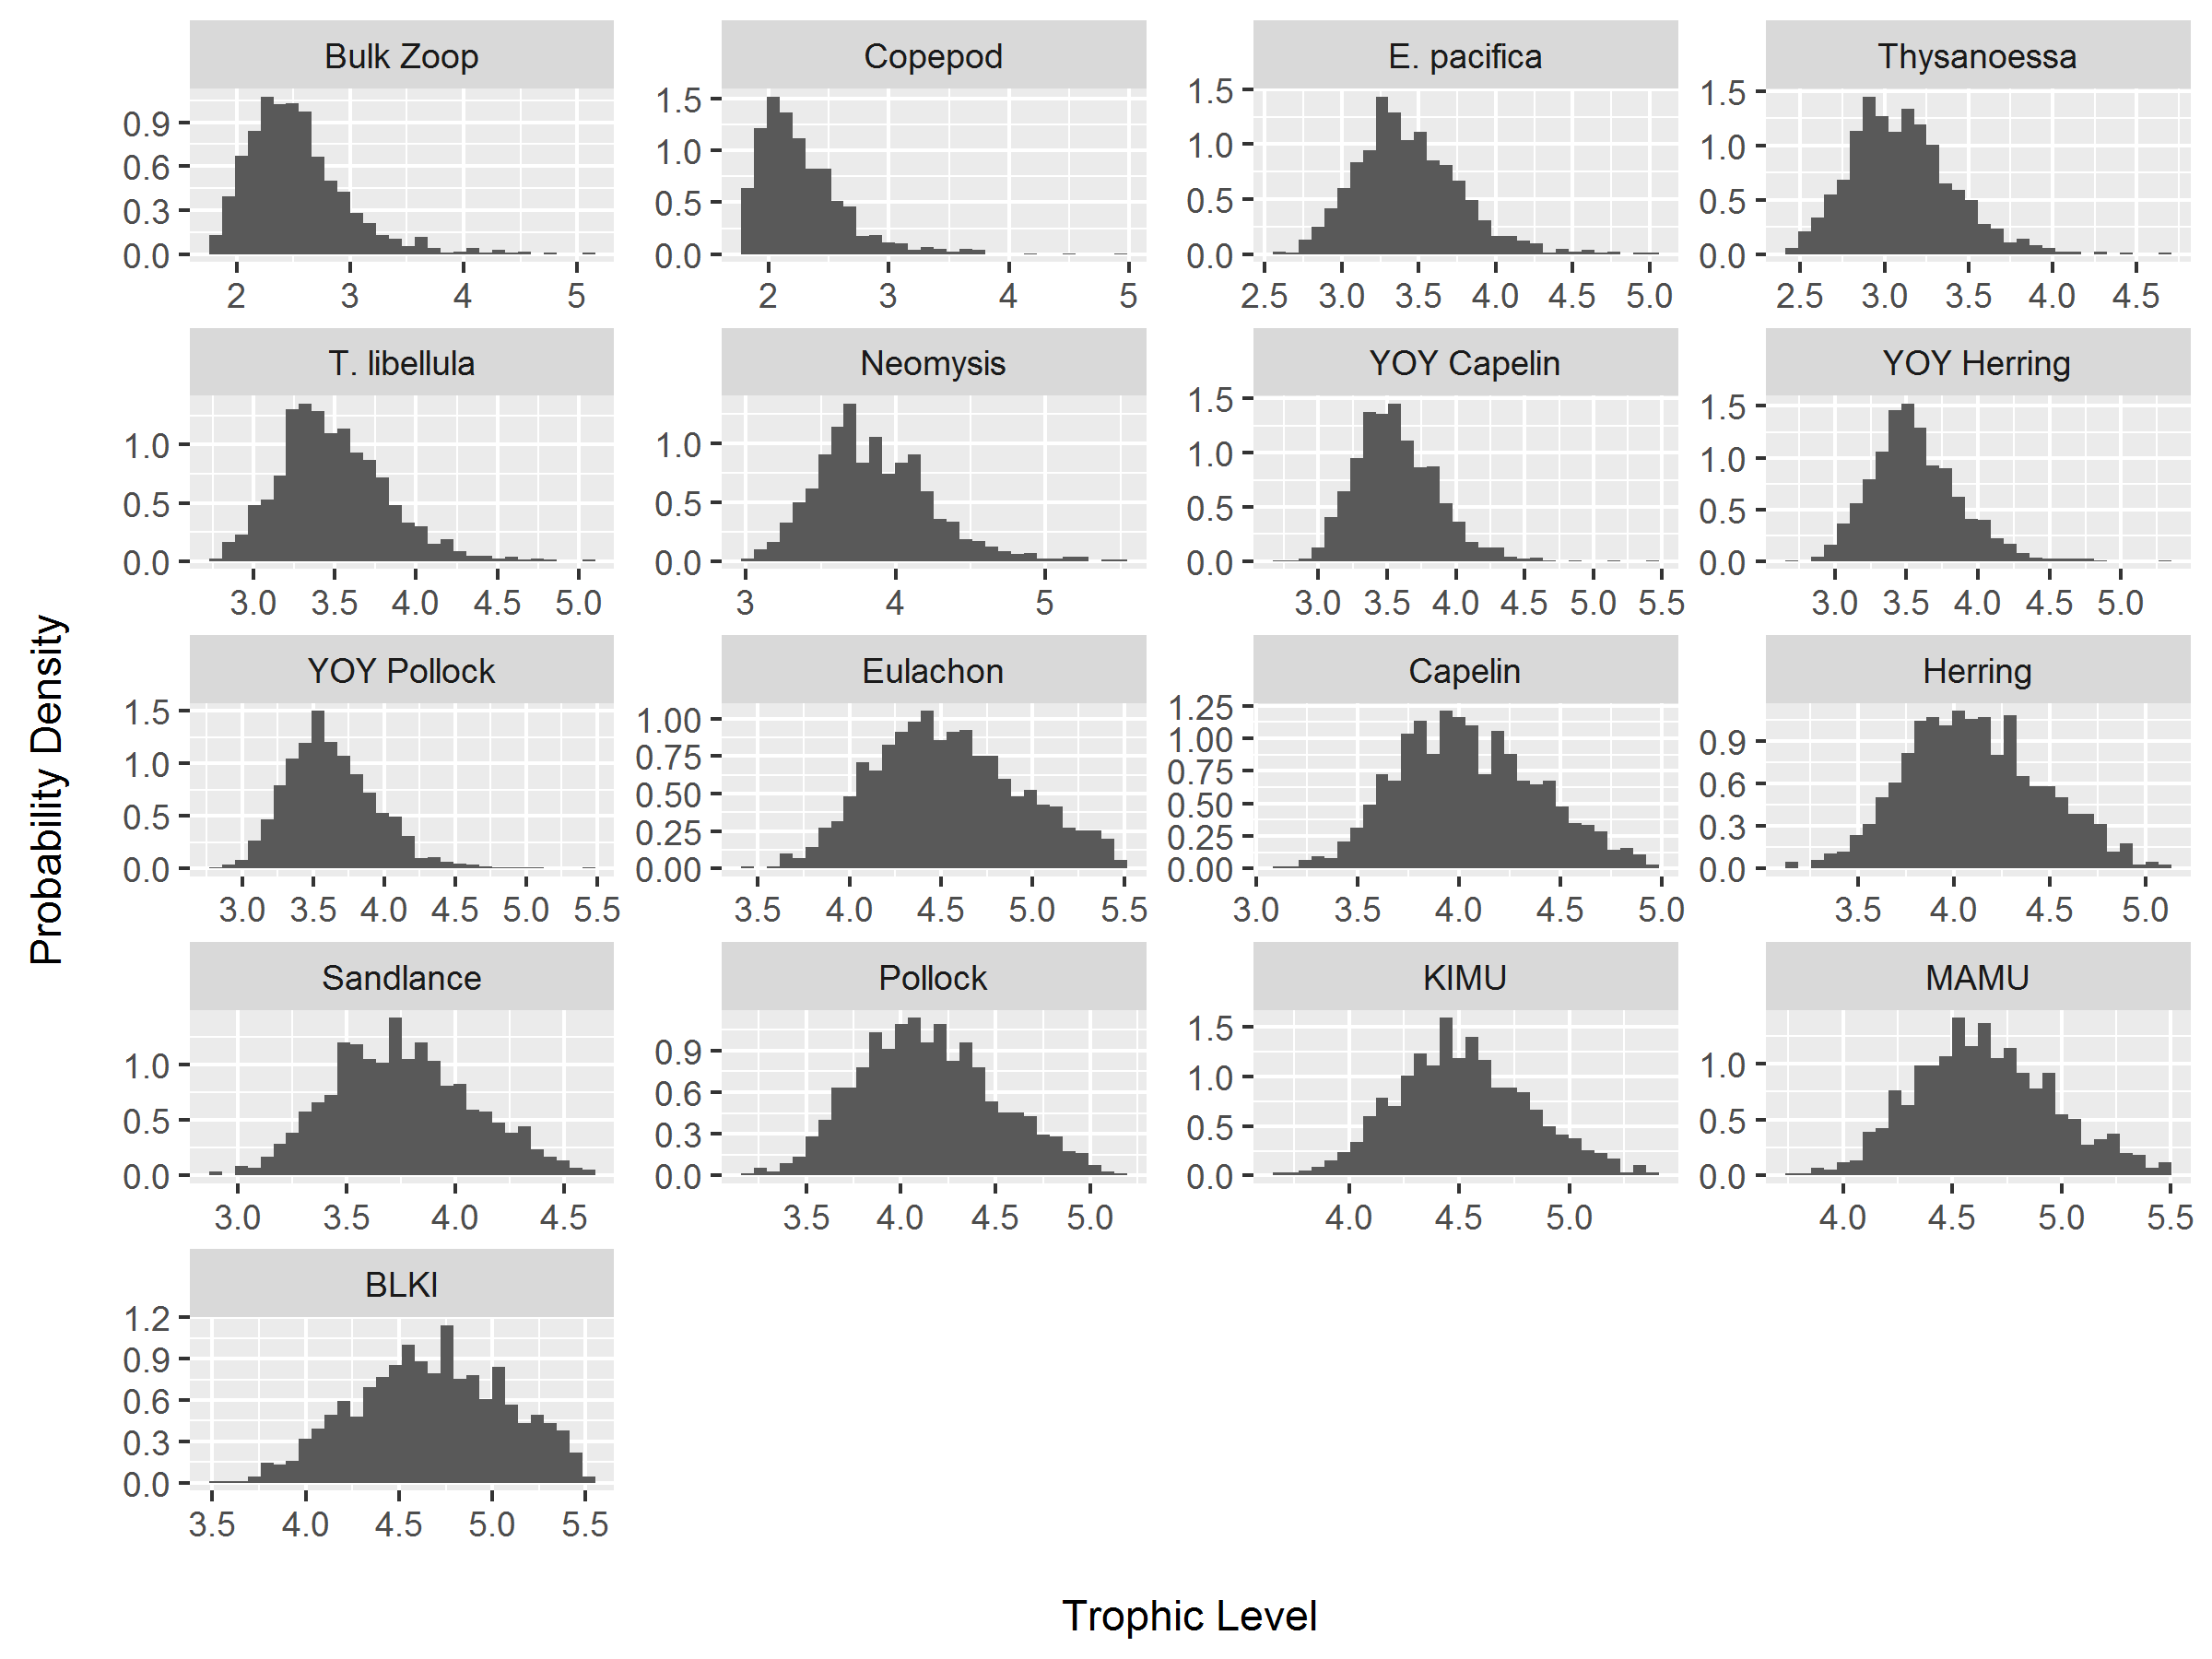 Bulk Zoop
Copepod
E. pacifica
Thysanoessa
0.9
0.6
0.3
0.0
1.5
1.0
0.5
0.0
1.5
1.0
0.5
0.0
1.5
1.0
0.5
0.0
2 3 4 5
2 3 4 5
2.5 3.0 3.5 4.0 4.5 5.0
2.5 3.0 3.5 4.0 4.5
T. libellula
Neomysis
YOY Capelin
YOY Herring
1.0
0.5
0.0
1.0
0.5
0.0
1.5
1.0
0.5
0.0
1.5
1.0
0.5
0.0
3.0 3.5 4.0 4.5 5.0
3 4 5
3.0 3.5 4.0 4.5 5.0 5.5
3.0 3.5 4.0 4.5 5.0
Probability Density
YOY Pollock
Eulachon
Capelin
Herring
1.5
1.0
0.5
0.0
1.00
0.75
0.50
0.25
0.00
1.25
1.00
0.75
0.50
0.25
0.00
0.9
0.6
0.3
0.0
3.0 3.5 4.0 4.5 5.0 5.5
3.5 4.0 4.5 5.0 5.5
3.0 3.5 4.0 4.5 5.0
3.5 4.0 4.5 5.0
Sandlance
Pollock
KIMU
MAMU
1.0
0.5
0.0
0.9
0.6
0.3
0.0
1.5
1.0
0.5
0.0
1.0
0.5
0.0
3.0 3.5 4.0 4.5
3.5 4.0 4.5 5.0
4.0 4.5 5.0
4.0 4.5 5.0 5.5
BLKI
1.2
0.9
0.6
0.3
0.0
3.5 4.0 4.5 5.0 5.5
Trophic Level